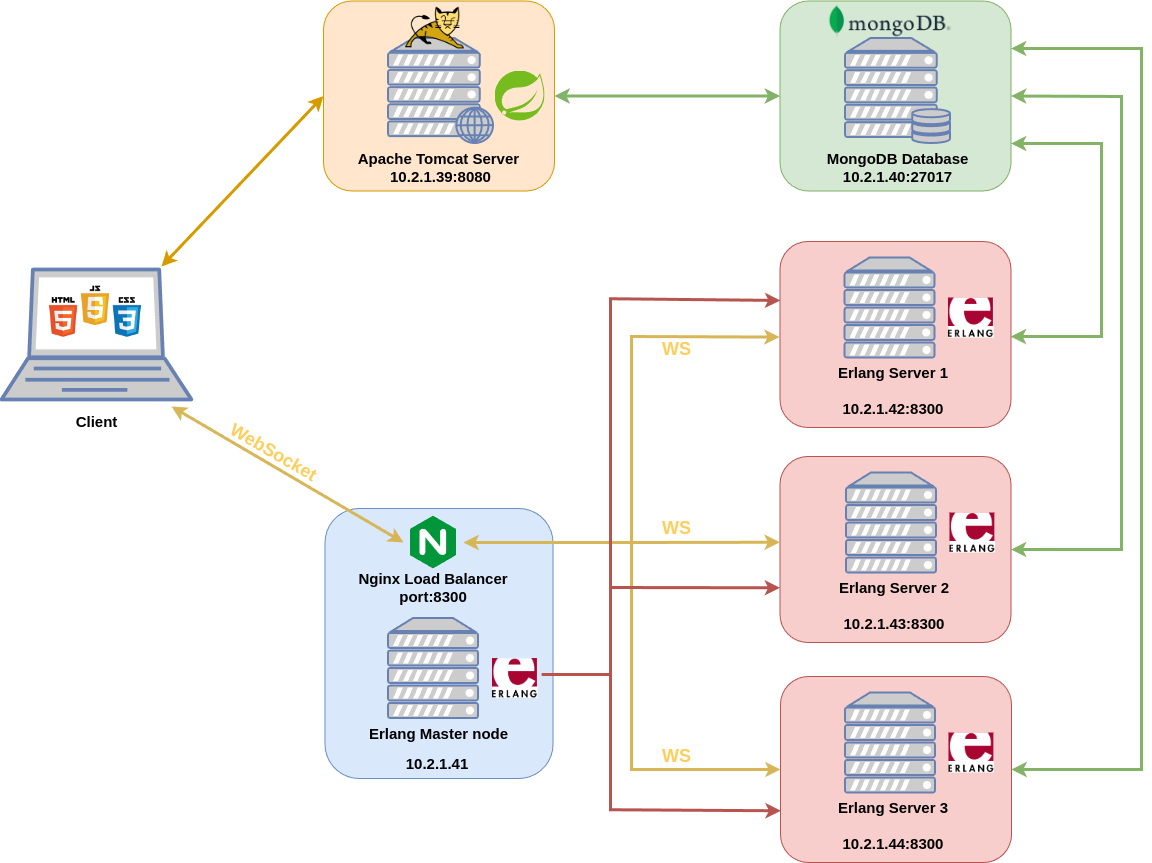 mongoDB.
Apache Tomcat Server
10.2.1.39:8080
MongoDB Database
10.2.1.40:27017
HTML
5
JS
5
CSS
3
Client
WebSocket
WS
ERLANG
Erlang Server 1
10.2.1.42:8300
N
Nginx Load Balancer
port:8300
WS
ERLANG
Erlang Server 2
10.2.1.43:8300
ERLANG
Erlang Master node
10.2.1.41
WS
ERLANG
Erlang Server 3
10.2.1.44:8300